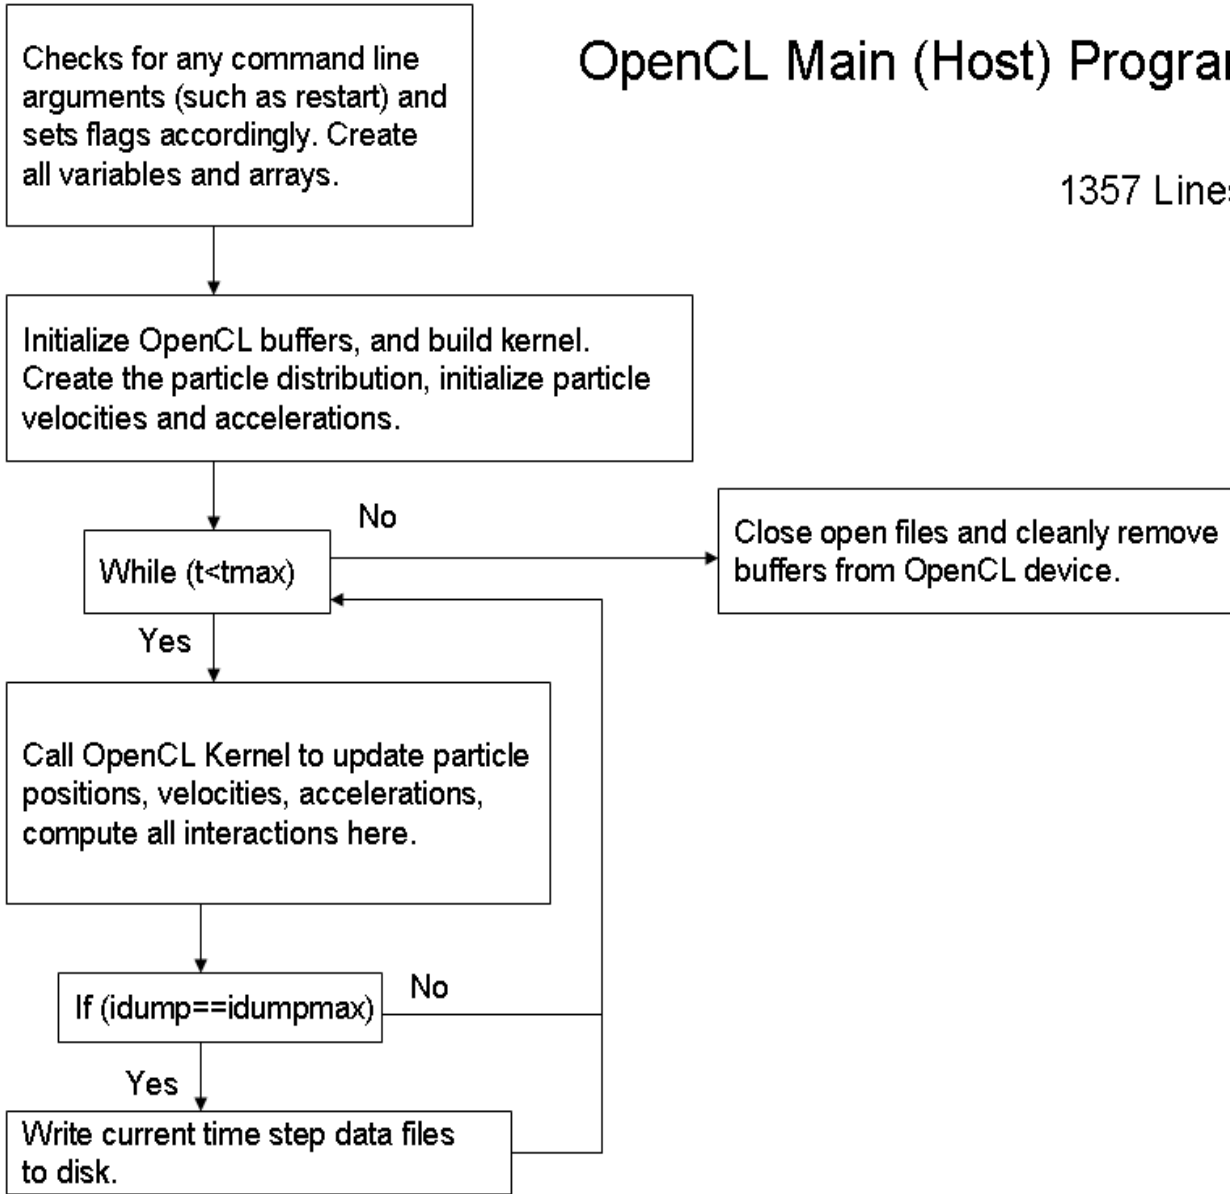 OpenCL Main (Host) Progra
1357 Lines
Checks for any command line
arguments (such as restart) and
sets flags accordingly. Create
all variables and arrays.
Initialize OpenCL buffers, and build kernel.
Create the particle distribution, initialize particle
velocities and accelerations.
While (t<tmax)
No
Close open files and cleanly remove
buffers from OpenCL device.
Yes
Call OpenCL Kernel to update particle
positions, velocities, accelerations,
compute all interactions here.
If (idump==idumpmax)
No
Yes
Write current time step data files
to disk.